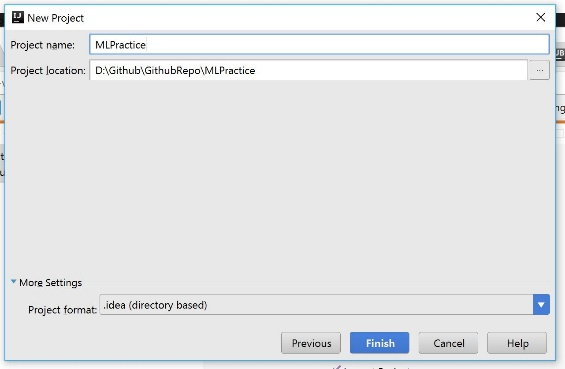 New Project
Project name: MLPractice
Project location: D:\Github\GithubRepo\MLPractice
...
More Settings
Project format: .idea (directory based)
Previous Finish Cancel Help